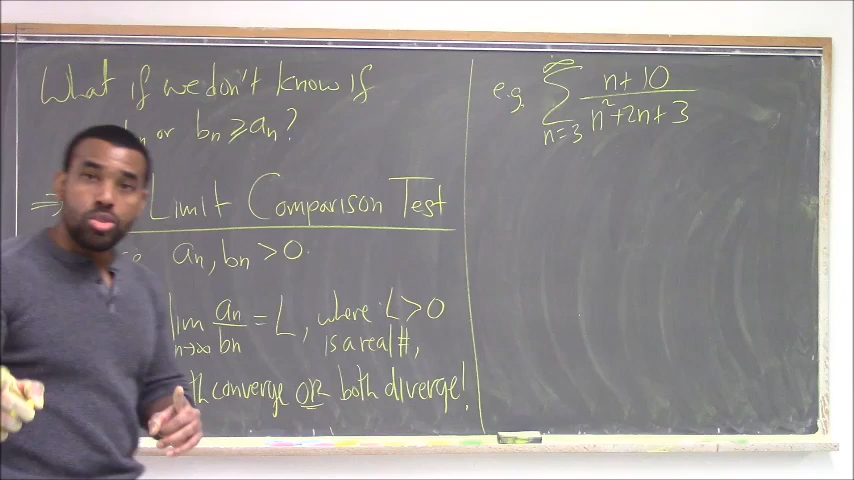 What if we don't know if
bn or bn ≥ an?
⇒ Limit Comparison Test
an, bn > 0.
lim n→∞ an/bn = L, where L > 0
is a real #,
converge OR both diverge!
e.g. ∞ Σ n=3 n+10 / n²+2n+3